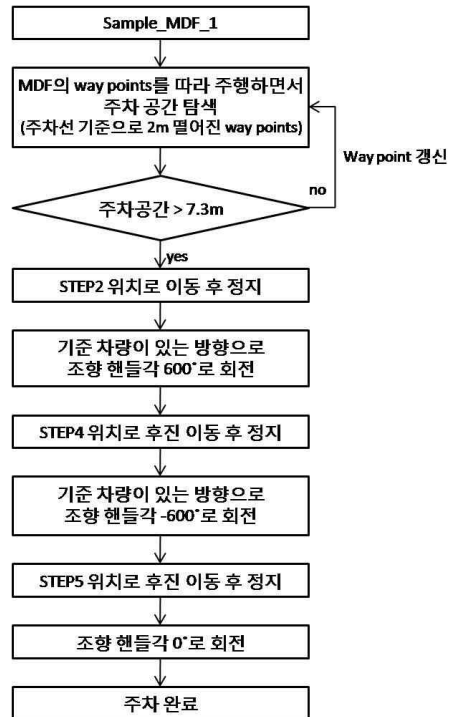 Sample_MDF_1
MDF의 way points를 따라 주행하면서
주차 공간 탐색
(주차선 기준으로 2m 떨어진 way points)
Way point 갱신
no
주차공간 > 7.3m
yes
STEP2 위치로 이동 후 정지
기준 차량이 있는 방향으로
조향 핸들각 600˚로 회전
STEP4 위치로 후진 이동 후 정지
기준 차량이 있는 방향으로
조향 핸들각 -600˚로 회전
STEP5 위치로 후진 이동 후 정지
조향 핸들각 0˚로 회전
주차 완료